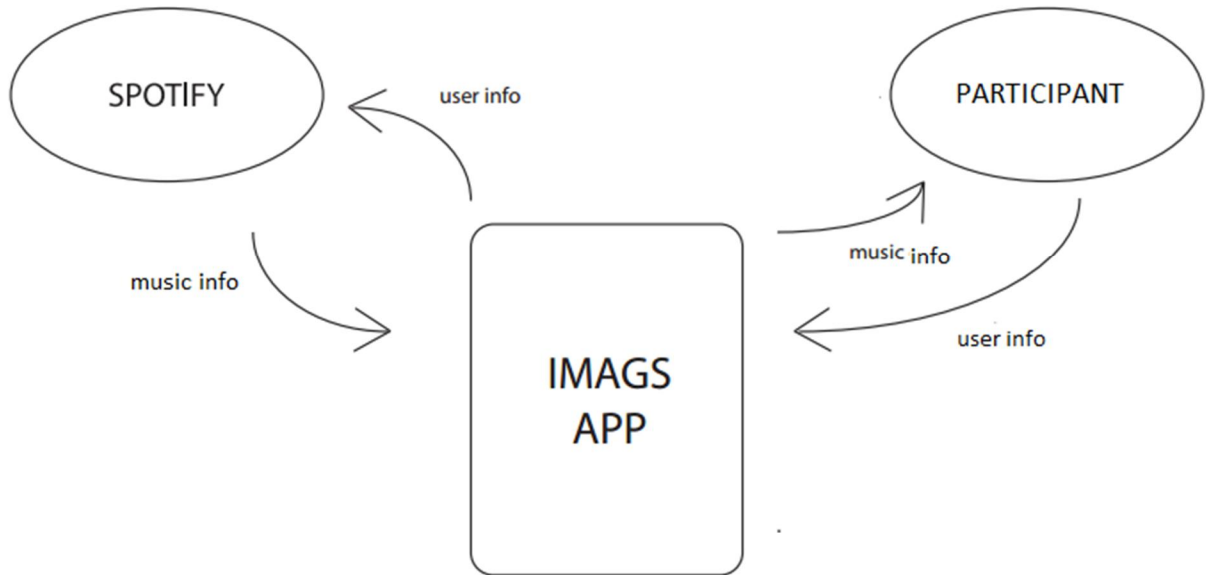 SPOTIFY
user info
PARTICIPANT
music info
music info
user info
IMAGS
APP